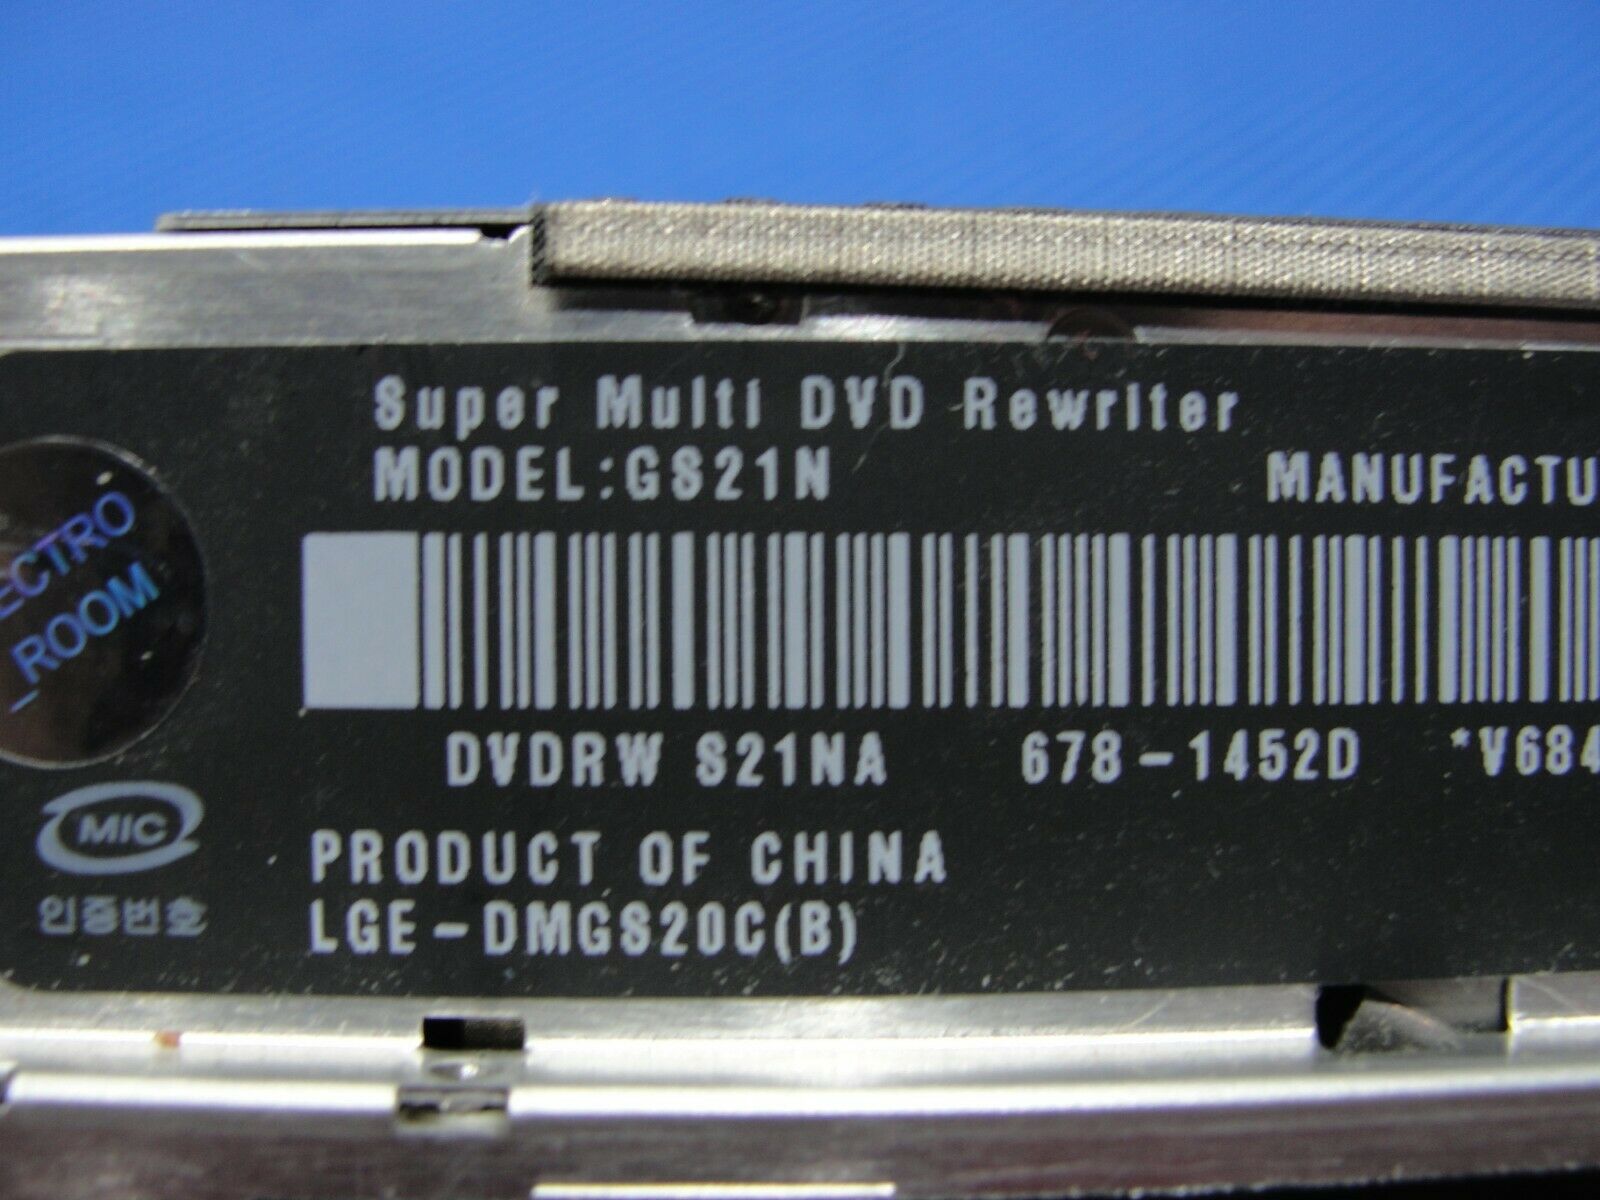 Super Multi DVD Rewriter
MODEL:GS21N
MANUFACTU
ECTRO
_ROOM
DVDRW S21NA 678-1452D *V684
MIC
인증번호
PRODUCT OF CHINA
LGE-DMGS20C(B)